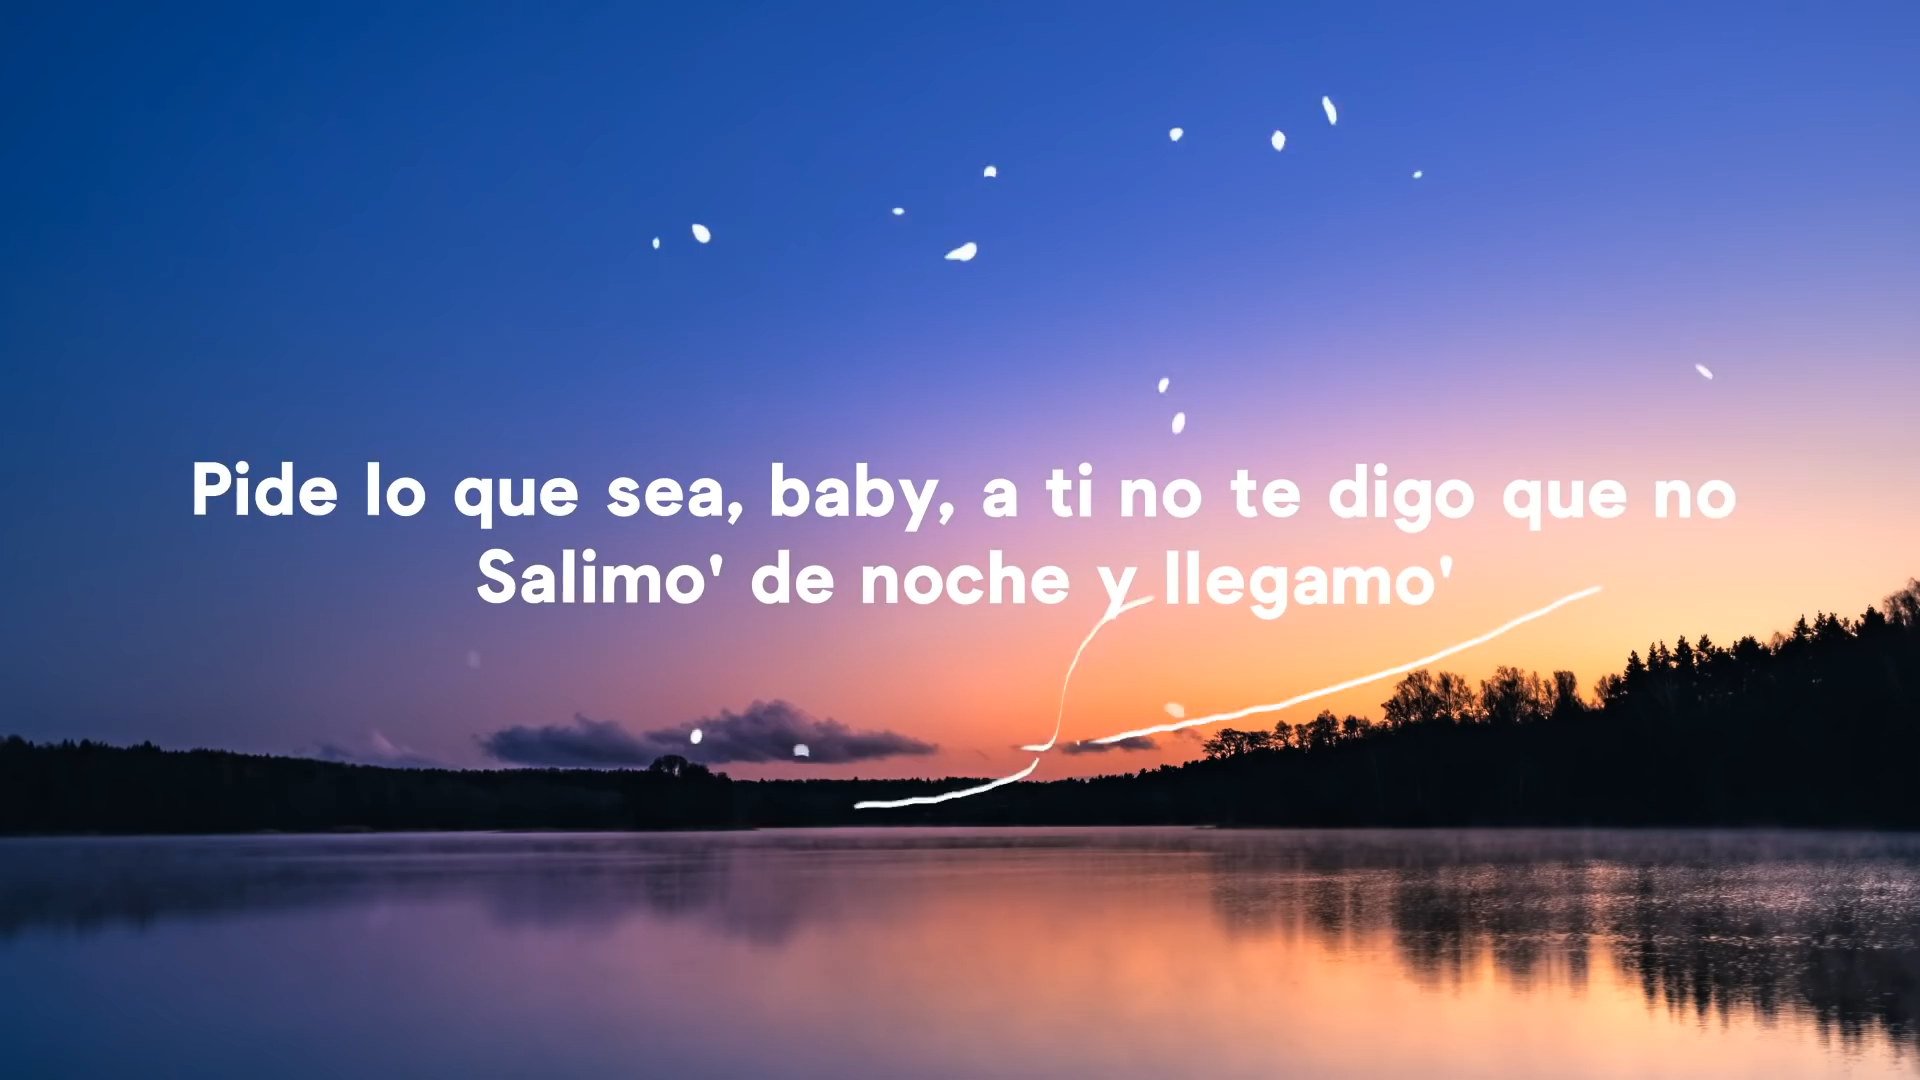 Pide lo que sea, baby, a ti no te digo que no
Salimo' de noche y llegamo'